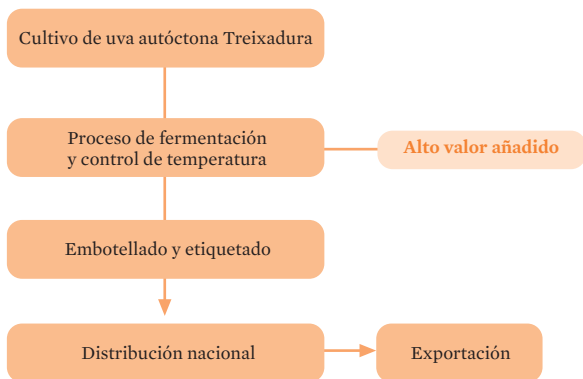 Cultivo de uva autóctona Treixadura
Proceso de fermentación
y control de temperatura
Alto valor añadido
Embotellado y etiquetado
Distribución nacional
Exportación